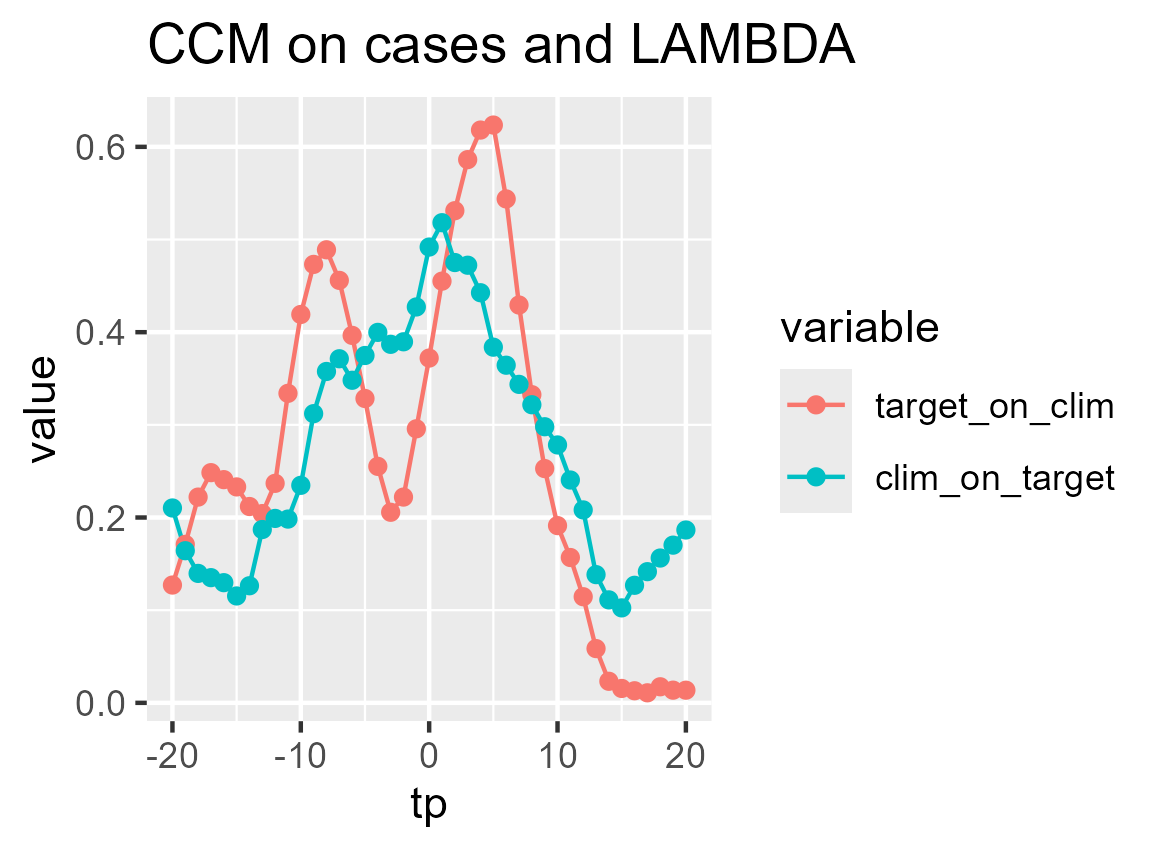 CCM on cases and LAMBDA
value
0.6
0.4
0.2
0.0
-20
-10
0
10
20
tp
variable
target_on_clim
clim_on_target